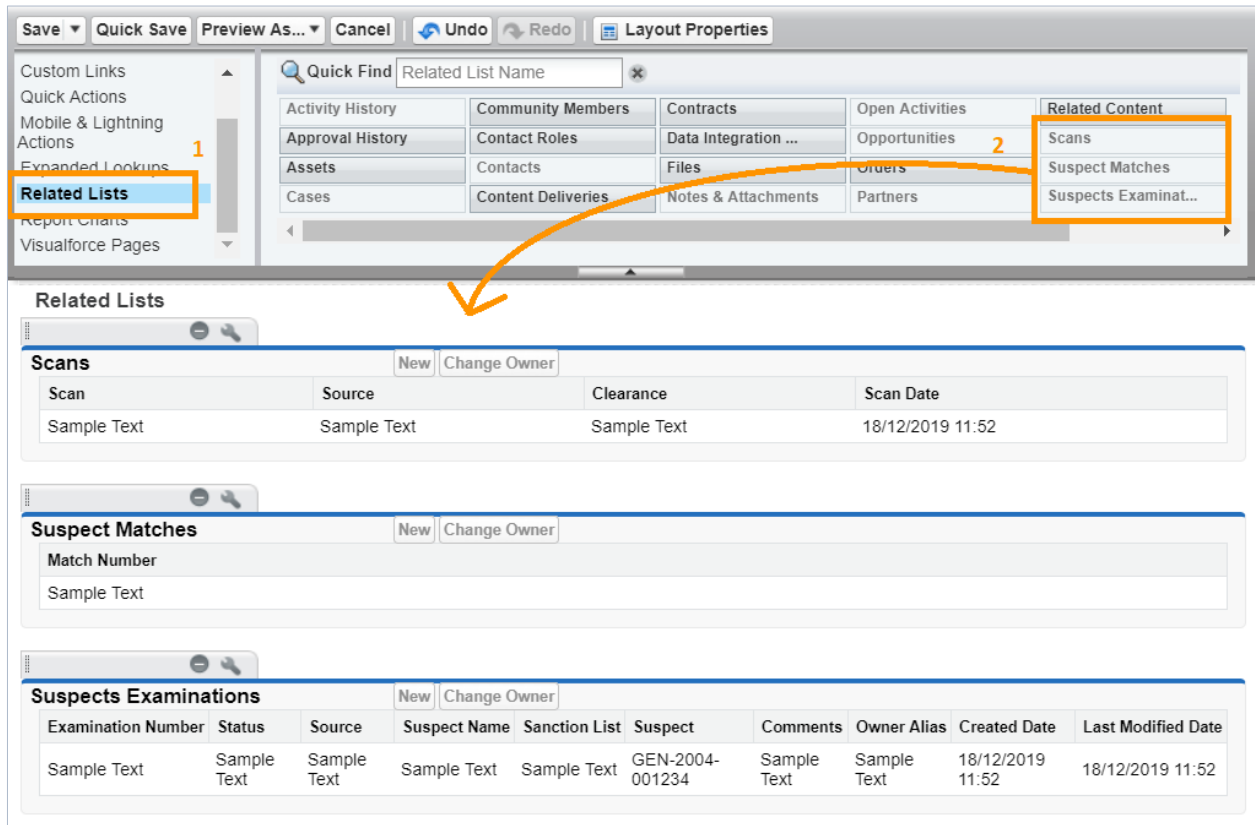 Save Quick Save Preview As... Cancel Undo Redo Layout Properties
Custom Links
Quick Actions
Mobile & Lightning
Actions
Expanded Lookups
Related Lists
Report Charts
Visualforce Pages
1
Quick Find Related List Name
Activity History Community Members Contracts Open Activities Related Content
Approval History Contact Roles Data Integration ... Opportunities Scans
2
Assets Contacts Files Orders Suspect Matches
Cases Content Deliveries Notes & Attachments Partners Suspects Examinat...
Related Lists
Scans New Change Owner
Scan Source Clearance Scan Date
Sample Text Sample Text Sample Text 18/12/2019 11:52
Suspect Matches New Change Owner
Match Number
Sample Text
Suspects Examinations New Change Owner
Examination Number Status Source Suspect Name Sanction List Suspect Comments Owner Alias Created Date Last Modified Date
Sample Text Sample Text Sample Text Sample Text Sample Text GEN-2004-001234 Sample Text Sample Text 18/12/2019 11:52 18/12/2019 11:52